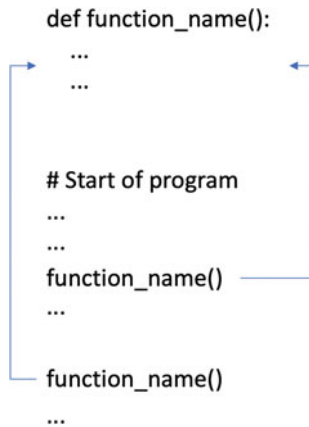 def function_name():
...
...
# Start of program
...
...
function_name()
...
function_name()
...